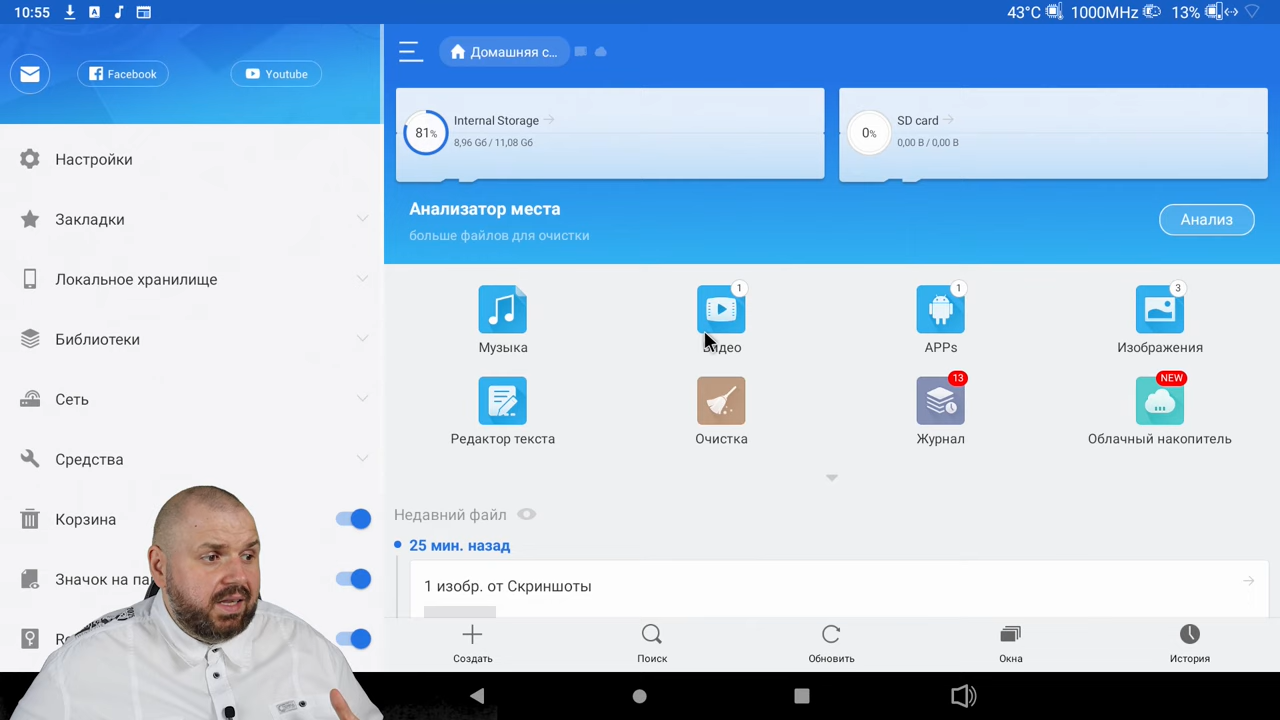 10:55
43°C 1000MHz 13%
Facebook
Youtube
Домашняя с...
81%
Internal Storage
8,96 Gб / 11,08 Gб
0%
SD card
0,00 B / 0,00 B
Настройки
Закладки
Локальное хранилище
Библиотеки
Сеть
Средства
Корзина
Значок на
Анализатор места
больше файлов для очистки
Анализ
Музыка
1
1
APPs
3
Изображения
Редактор текста
Очистка
13
Журнал
NEW
Облачный накопитель
Недавний файл
25 мин. назад
1 изобр. от Скриншоты
Создать
Поиск
Обновить
Окна
История